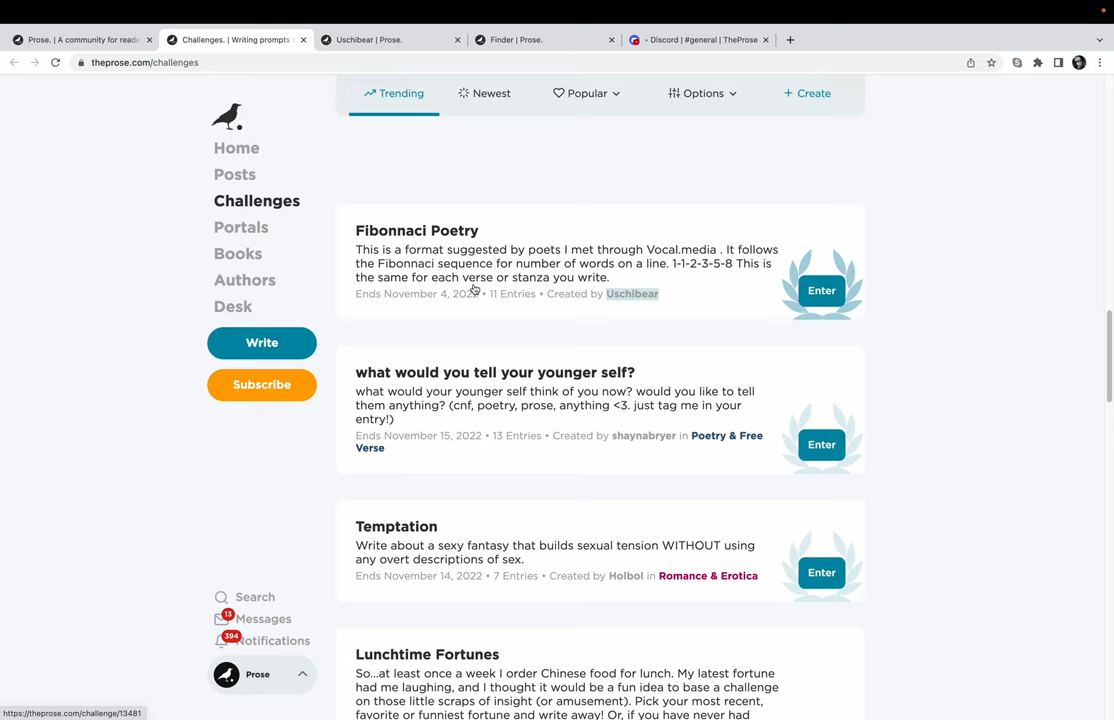 Prose. | A community for reade
Challenges. | Writing prompts t
Uschibear | Prose.
Finder | Prose.
• Discord | #general | TheProse
theprose.com/challenges
Trending
Newest
Popular
Options
+ Create
Home
Posts
Challenges
Portals
Books
Authors
Desk
Write
Subscribe
Search
13
Messages
394
Notifications
Prose
Fibonnaci Poetry
This is a format suggested by poets I met through Vocal.media . It follows
the Fibonnaci sequence for number of words on a line. 1-1-2-3-5-8 This is
the same for each verse or stanza you write.
Ends November 4, 2022 • 11 Entries • Created by Uschibear
Enter
what would you tell your younger self?
what would your younger self think of you now? would you like to tell
them anything? (cnf, poetry, prose, anything <3. just tag me in your
entry!)
Ends November 15, 2022 • 13 Entries • Created by shaynabryer in Poetry & Free
Verse
Enter
Temptation
Write about a sexy fantasy that builds sexual tension WITHOUT using
any overt descriptions of sex.
Ends November 14, 2022 • 7 Entries • Created by Holbol in Romance & Erotica
Enter
Lunchtime Fortunes
So...at least once a week I order Chinese food for lunch. My latest fortune
had me laughing, and I thought it would be a fun idea to base a challenge
on those little scraps of insight (or amusement). Pick your most recent,
favorite or funniest fortune and write away! Or, if you have never had
https://theprose.com/challenge/13481